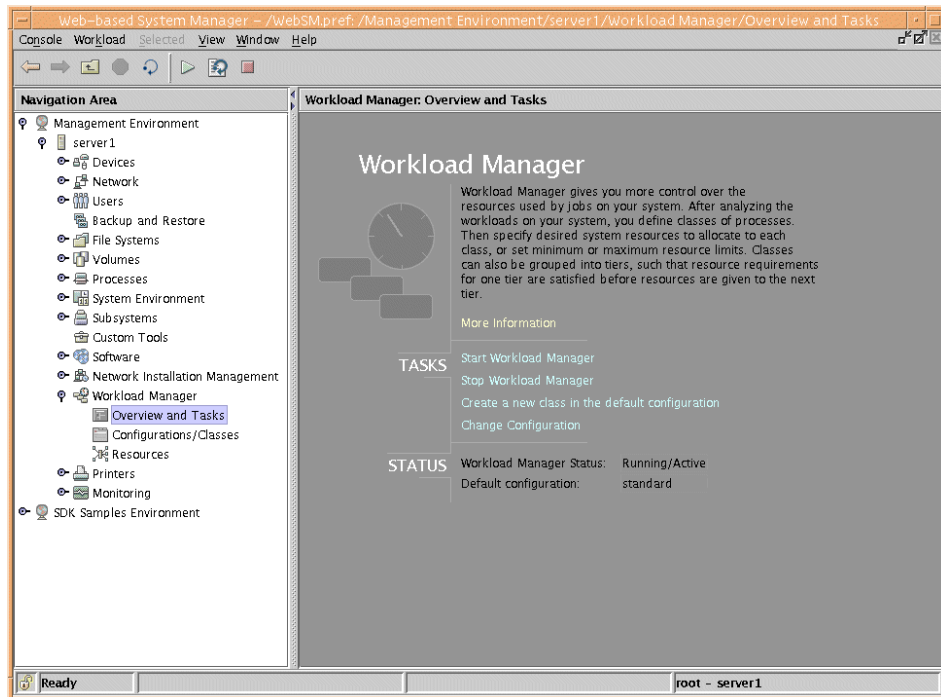 Web-based System Manager - /WebSM.pref: /Management Environment/server1/Workload Manager/Overview and Tasks
Console Workload Selected View Window Help
Navigation Area
Management Environment
server1
Devices
Network
Users
Backup and Restore
File Systems
Volumes
Processes
System Environment
Subsystems
Custom Tools
Software
Network Installation Management
Workload Manager
Overview and Tasks
Configurations/Classes
Resources
Printers
Monitoring
SDK Samples Environment
Workload Manager: Overview and Tasks
Workload Manager
Workload Manager gives you more control over the
resources used by jobs on your system. After analyzing the
workloads on your system, you define classes of processes.
Then specify desired system resources to allocate to each
class, or set minimum or maximum resource limits. Classes
can also be grouped into tiers, such that resource requirements
for one tier are satisfied before resources are given to the next
tier.
More Information
TASKS
Start Workload Manager
Stop Workload Manager
Create a new class in the default configuration
Change Configuration
STATUS
Workload Manager Status: Running/Active
Default configuration: standard
Ready
root - server1